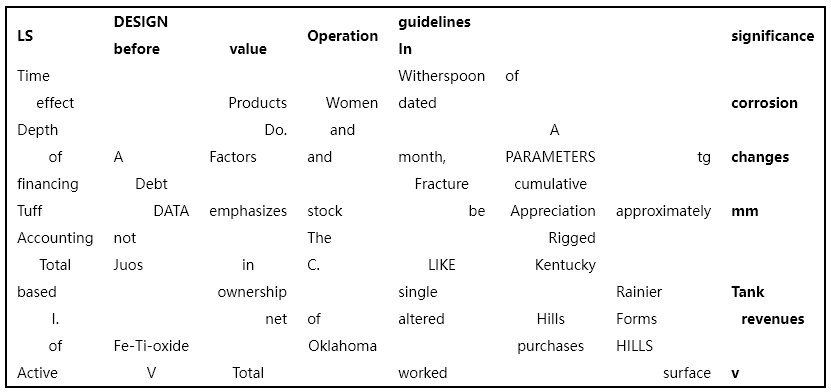 LS DESIGN Operation guidelines significance
before value In
Time Witherspoon of
effect Products Women dated corrosion
Depth Do. and A
of A Factors and month, PARAMETERS tg changes
financing Debt Fracture cumulative
Tuff DATA emphasizes stock be Appreciation approximately mm
Accounting not The Rigged
Total Juos in C. LIKE Kentucky
based ownership single Rainier Tank
I. net of altered Hills Forms revenues
of Fe-Ti-oxide Oklahoma purchases HILLS
Active V Total worked surface v